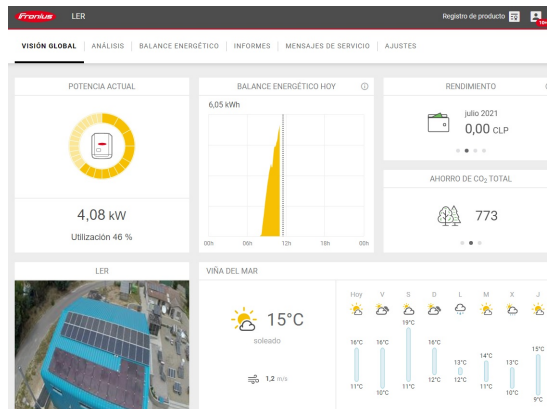 Fronius
LER
Registro de producto
VISIÓN GLOBAL
ANÁLISIS
BALANCE ENERGÉTICO
INFORMES
MENSAJES DE SERVICIO
AJUSTES
POTENCIA ACTUAL
4,08 kW
Utilización 46 %
BALANCE ENERGÉTICO HOY
6,05 kWh
00h 06h 12h 18h 00h
RENDIMIENTO
julio 2021
0,00 CLP
AHORRO DE CO₂ TOTAL
773
LER
VIÑA DEL MAR
15°C
soleado
1,2 m/s
Hoy V S D L M X J
16°C 16°C 19°C 16°C 13°C 14°C 13°C 15°C
11°C 10°C 11°C 12°C 12°C 11°C 10°C 9°C